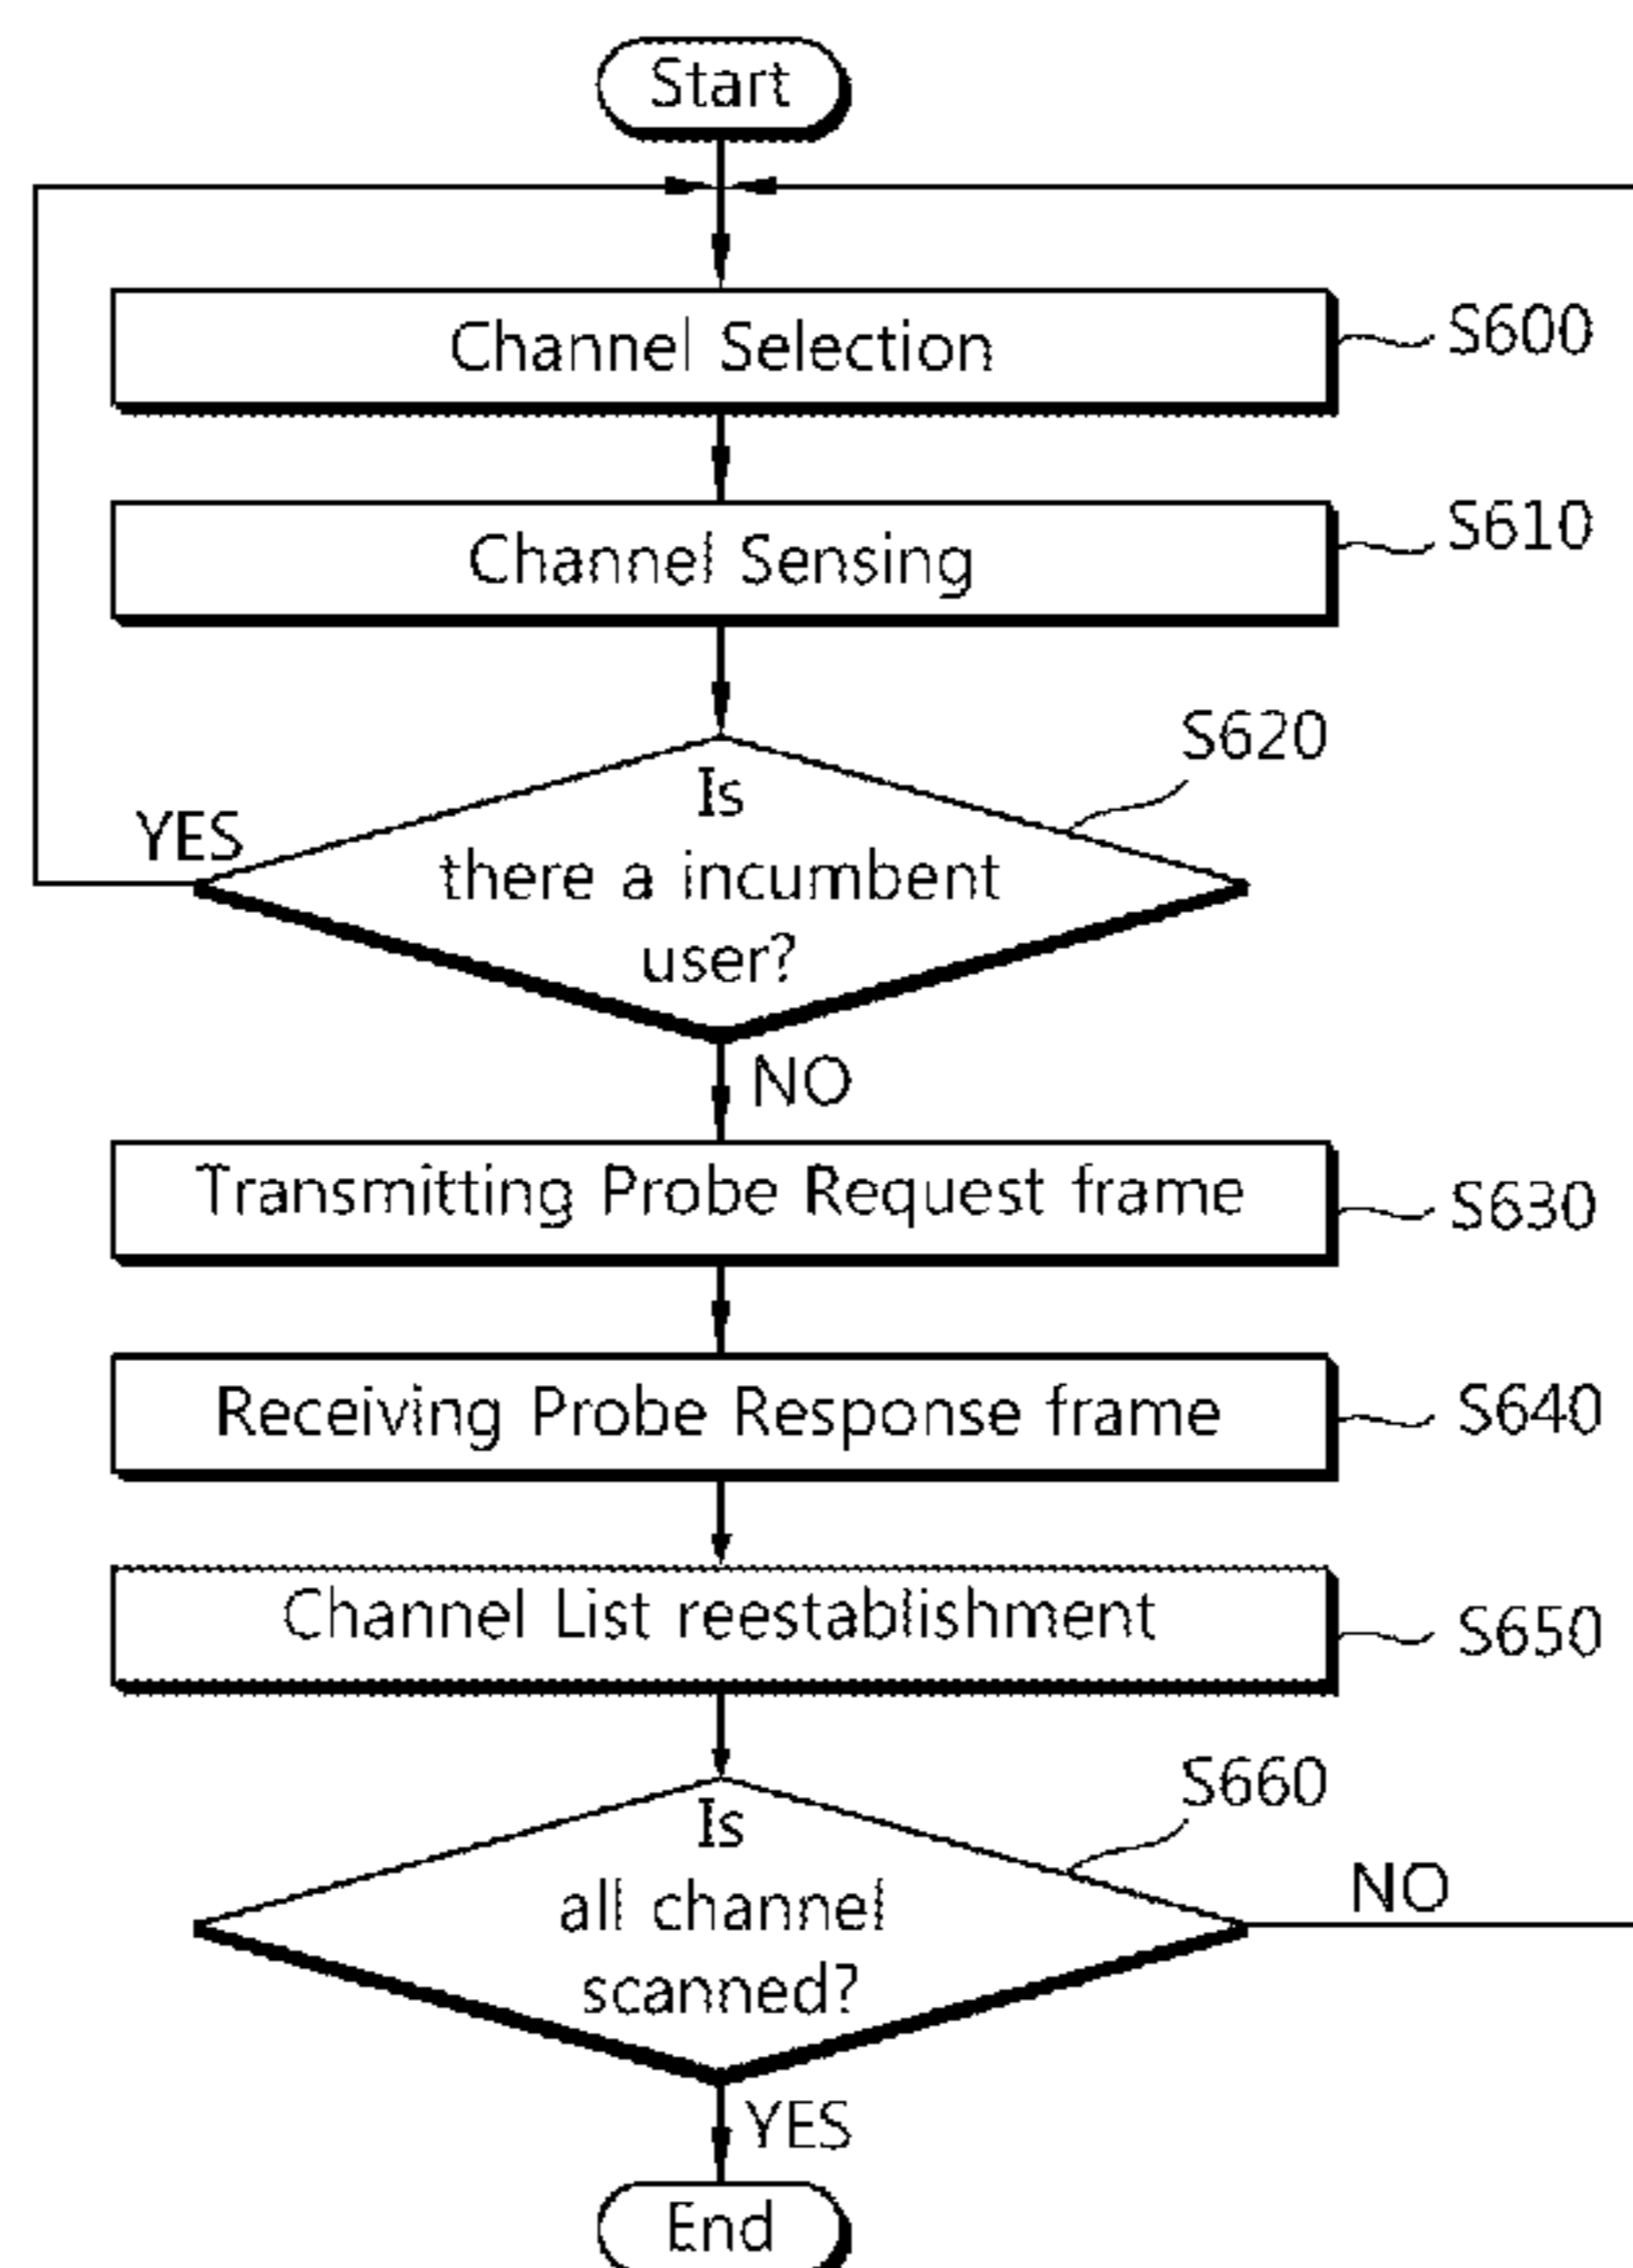 Start
Channel Selection
S600
Channel Sensing
S610
S620
Is
there a incumbent
user?
YES
NO
Transmitting Probe Request frame
S630
Receiving Probe Response frame
S640
Channel List reestablishment
S650
S660
Is
all channel
scanned?
NO
YES
End